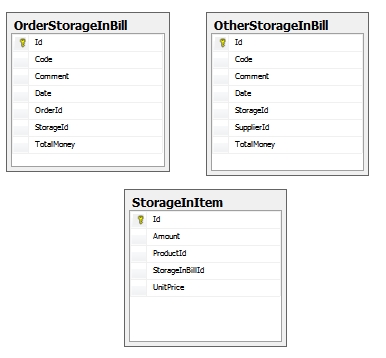 OrderStorageInBill
Id
Code
Comment
Date
OrderId
StorageId
TotalMoney
OtherStorageInBill
Id
Code
Comment
Date
StorageId
SupplierId
TotalMoney
StorageInItem
Id
Amount
ProductId
StorageInBillId
UnitPrice